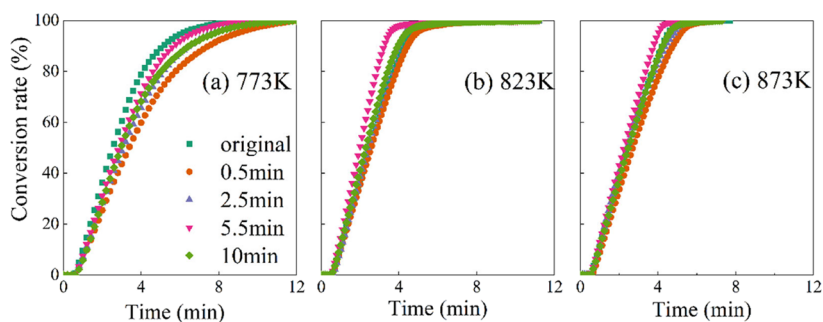 100
80
60
40
20
0
Conversion rate (%)
(a) 773K
original
0.5min
2.5min
5.5min
10min
0 4 8 12
Time (min)
(b) 823K
0 4 8 12
Time (min)
(c) 873K
0 4 8 12
Time (min)